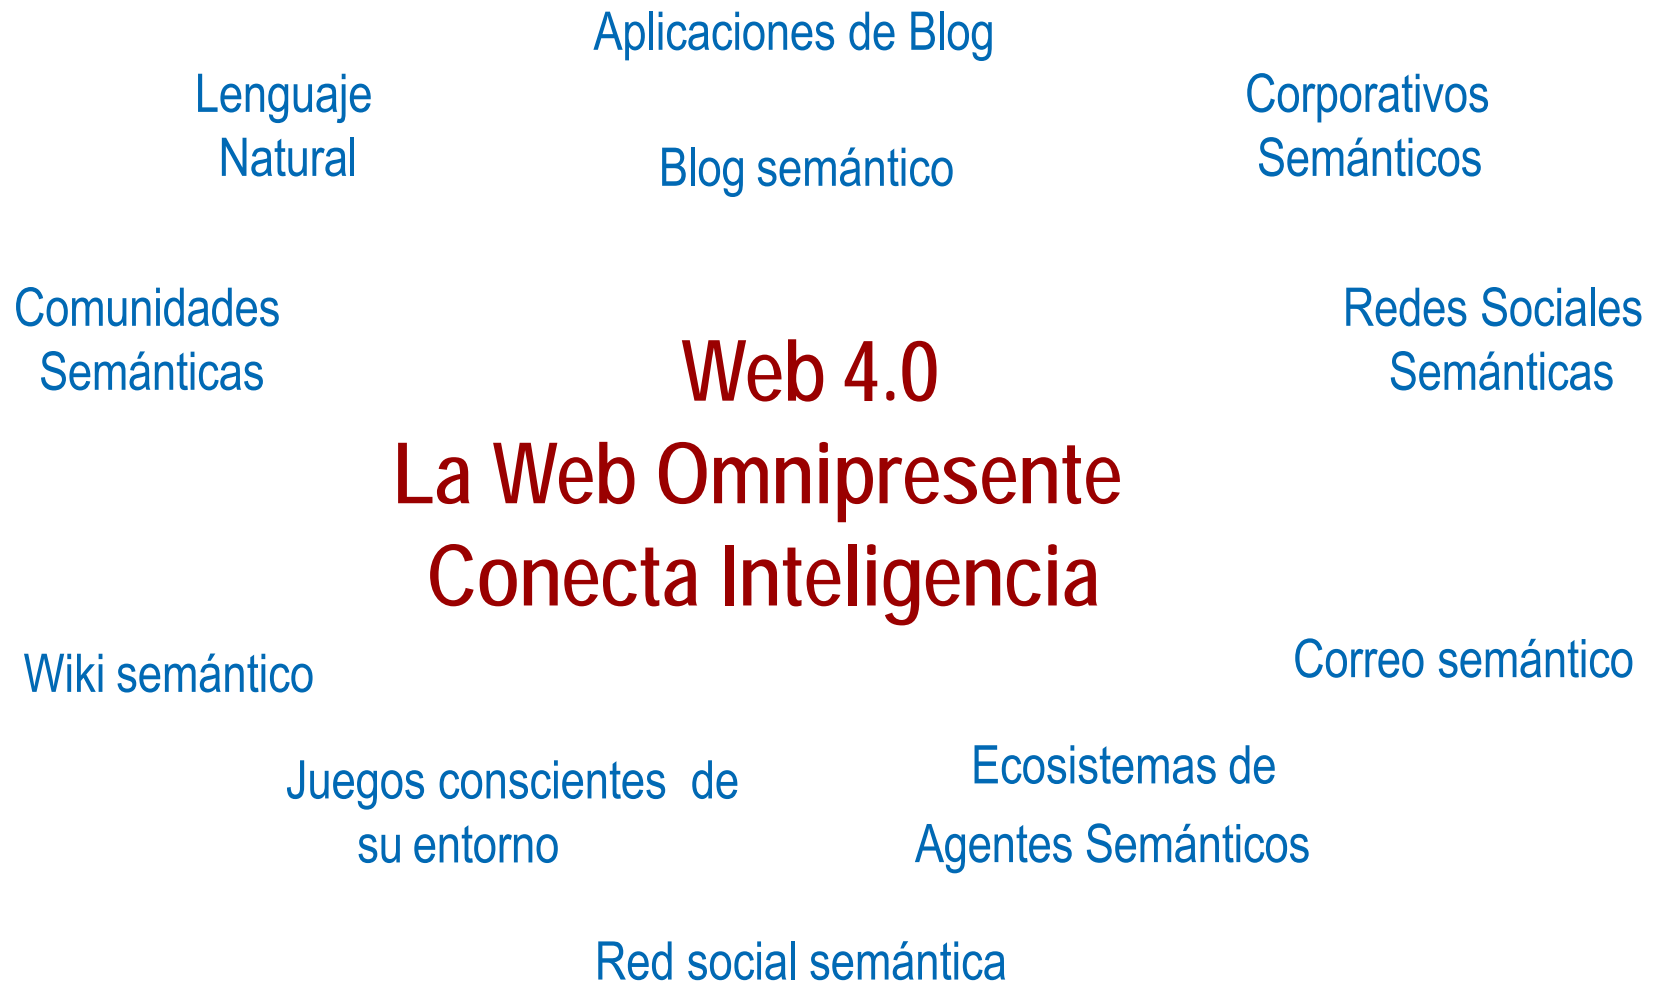 Aplicaciones de Blog
Lenguaje
Natural
Corporativos
Semánticos
Blog semántico
Comunidades
Semánticas
Redes Sociales
Semánticas
Web 4.0
La Web Omnipresente
Conecta Inteligencia
Wiki semántico
Correo semántico
Juegos conscientes de
su entorno
Ecosistemas de
Agentes Semánticos
Red social semántica